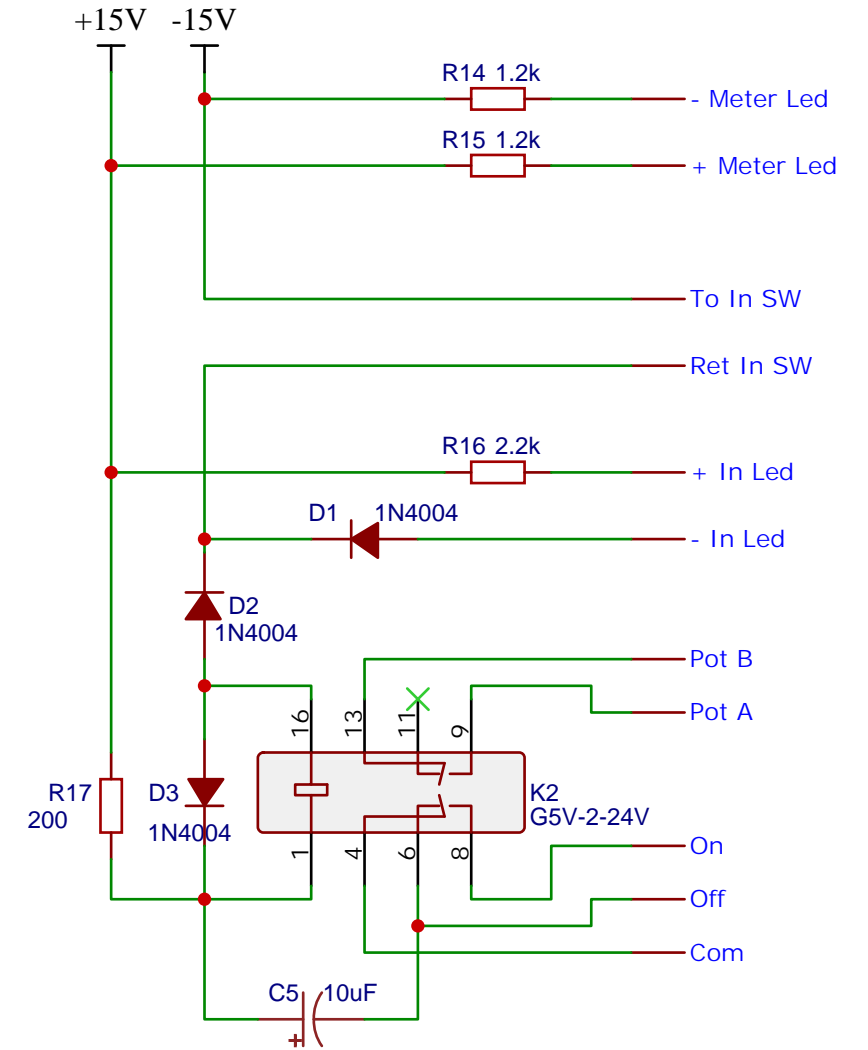 +15V -15V
R14 1.2k
- Meter Led
R15 1.2k
+ Meter Led
To In SW
Ret In SW
R16 2.2k
+ In Led
D1 1N4004
- In Led
D2
1N4004
Pot B
Pot A
16 13 11 9
R17
200
D3
1N4004
K2
G5V-2-24V
1 4 6 8
On
Off
Com
C5 10uF
+